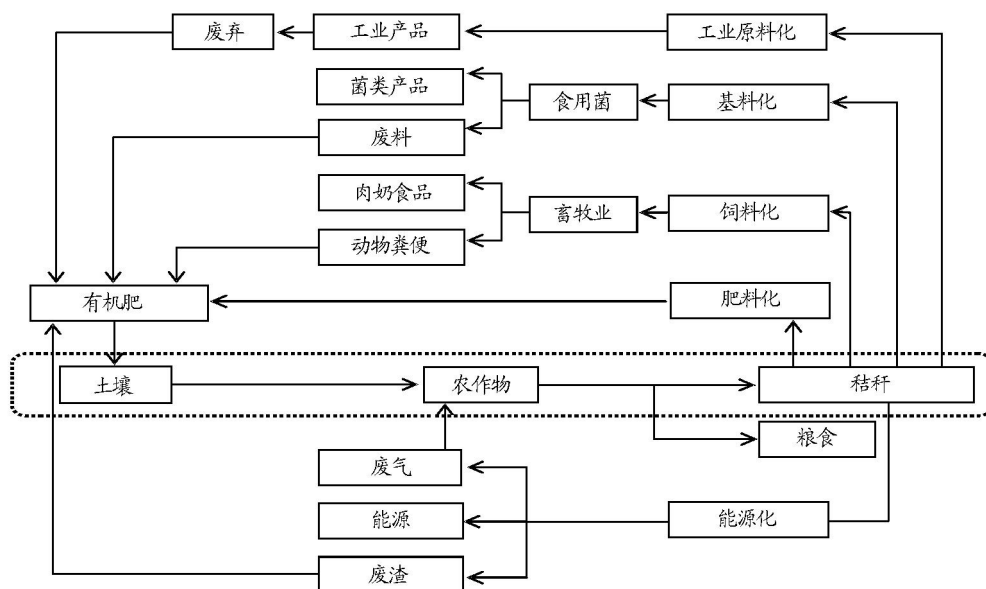 废弃
工业产品
工业原料化
菌类产品
食用菌
基料化
废料
肉奶食品
畜牧业
饲料化
动物粪便
有机肥
肥料化
土壤
农作物
秸秆
粮食
废气
能源
能源化
废渣